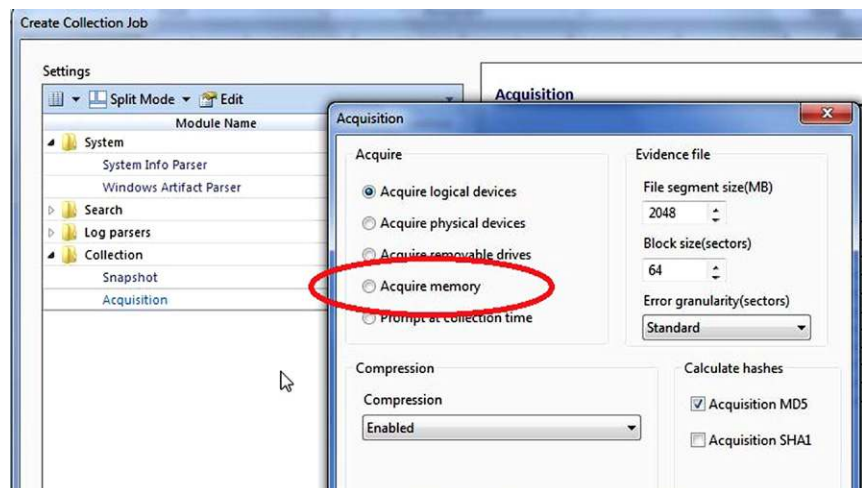 Create Collection Job
Settings
Split Mode Edit
Module Name
System
System Info Parser
Windows Artifact Parser
Search
Log parsers
Collection
Snapshot
Acquisition
Acquisition
Acquisition
Acquire
Acquire logical devices
Acquire physical devices
Acquire removable drives
Acquire memory
Prompt at collection time
Evidence file
File segment size(MB)
2048
Block size(sectors)
64
Error granularity(sectors)
Standard
Compression
Compression
Enabled
Calculate hashes
Acquisition MD5
Acquisition SHA1